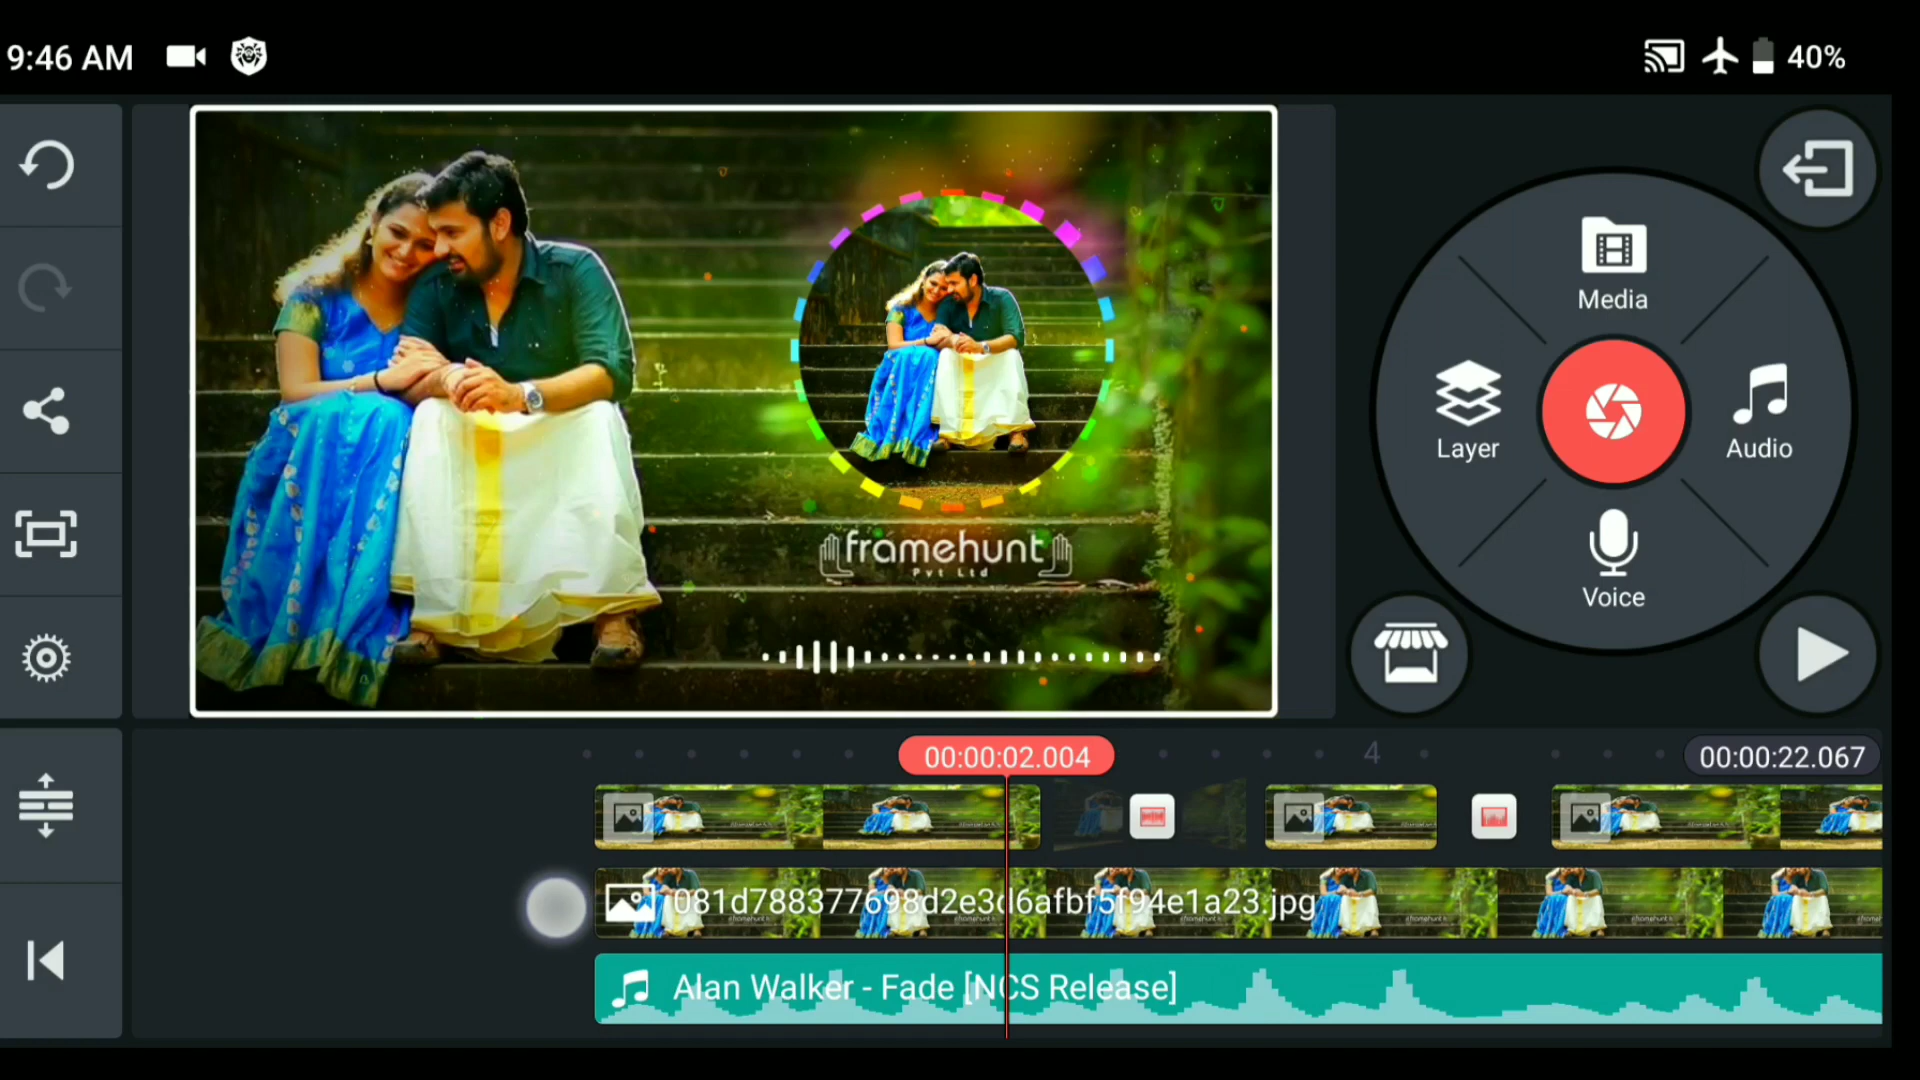 9:46 AM
40%
Media
Layer
Audio
Voice
framehunt
Pvt Ltd
00:00:02.004
4
00:00:22.067
081d788377698d2e3d6afbf5f94e1a23.jpg
Alan Walker - Fade [NCS Release]